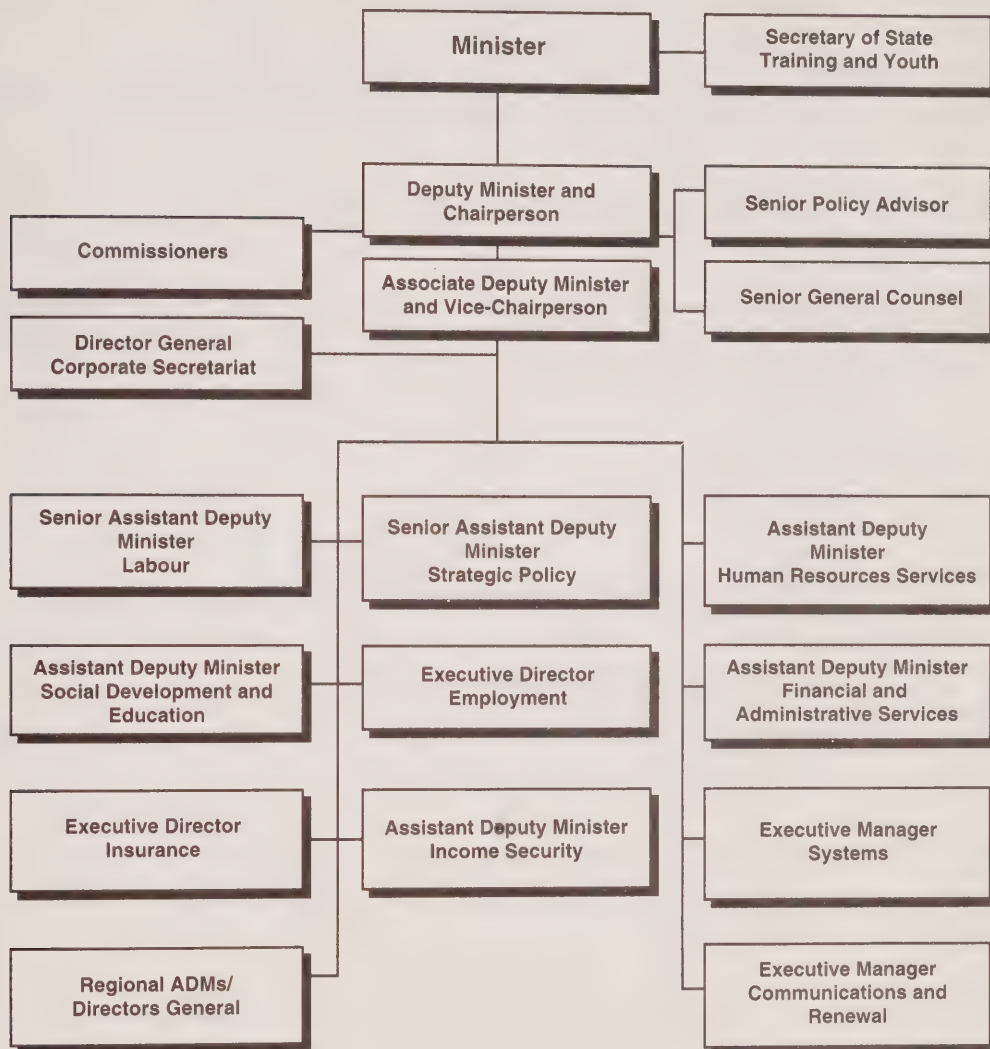 Minister
Secretary of State
Training and Youth
Deputy Minister and
Chairperson
Senior Policy Advisor
Commissioners
Associate Deputy Minister
and Vice-Chairperson
Senior General Counsel
Director General
Corporate Secretariat
Senior Assistant Deputy
Minister
Labour
Senior Assistant Deputy
Minister
Strategic Policy
Assistant Deputy
Minister
Human Resources Services
Assistant Deputy Minister
Social Development and
Education
Executive Director
Employment
Assistant Deputy Minister
Financial and
Administrative Services
Executive Director
Insurance
Assistant Deputy Minister
Income Security
Executive Manager
Systems
Regional ADMs/
Directors General
Executive Manager
Communications and
Renewal